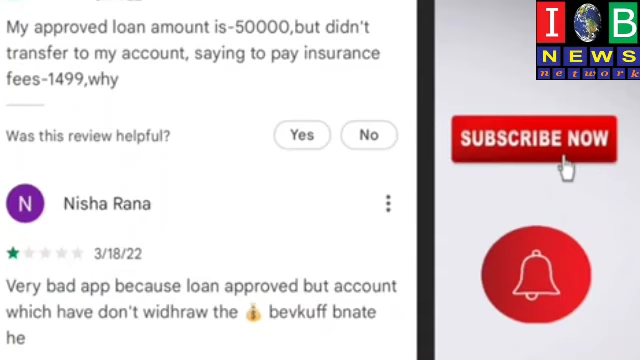 My approved loan amount is-50000,but didn't
transfer to my account, saying to pay insurance
fees-1499,why
Was this review helpful?
Yes
No
N
Nisha Rana
3/18/22
Very bad app because loan approved but account
which have don't widhraw the 💰 bevkuff bnate
he
I B
NEWS
network
SUBSCRIBE NOW